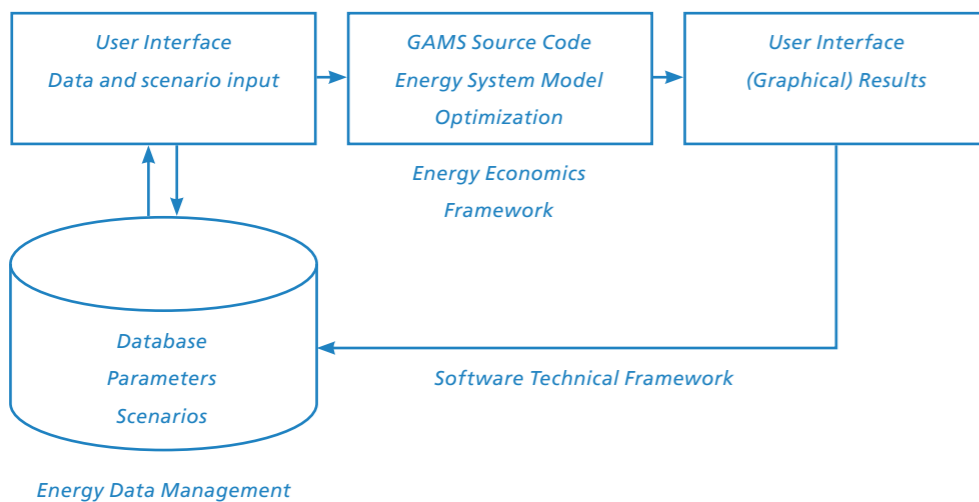 User Interface
Data and scenario input
GAMS Source Code
Energy System Model
Optimization
User Interface
(Graphical) Results
Energy Economics
Framework
Database
Parameters
Scenarios
Software Technical Framework
Energy Data Management